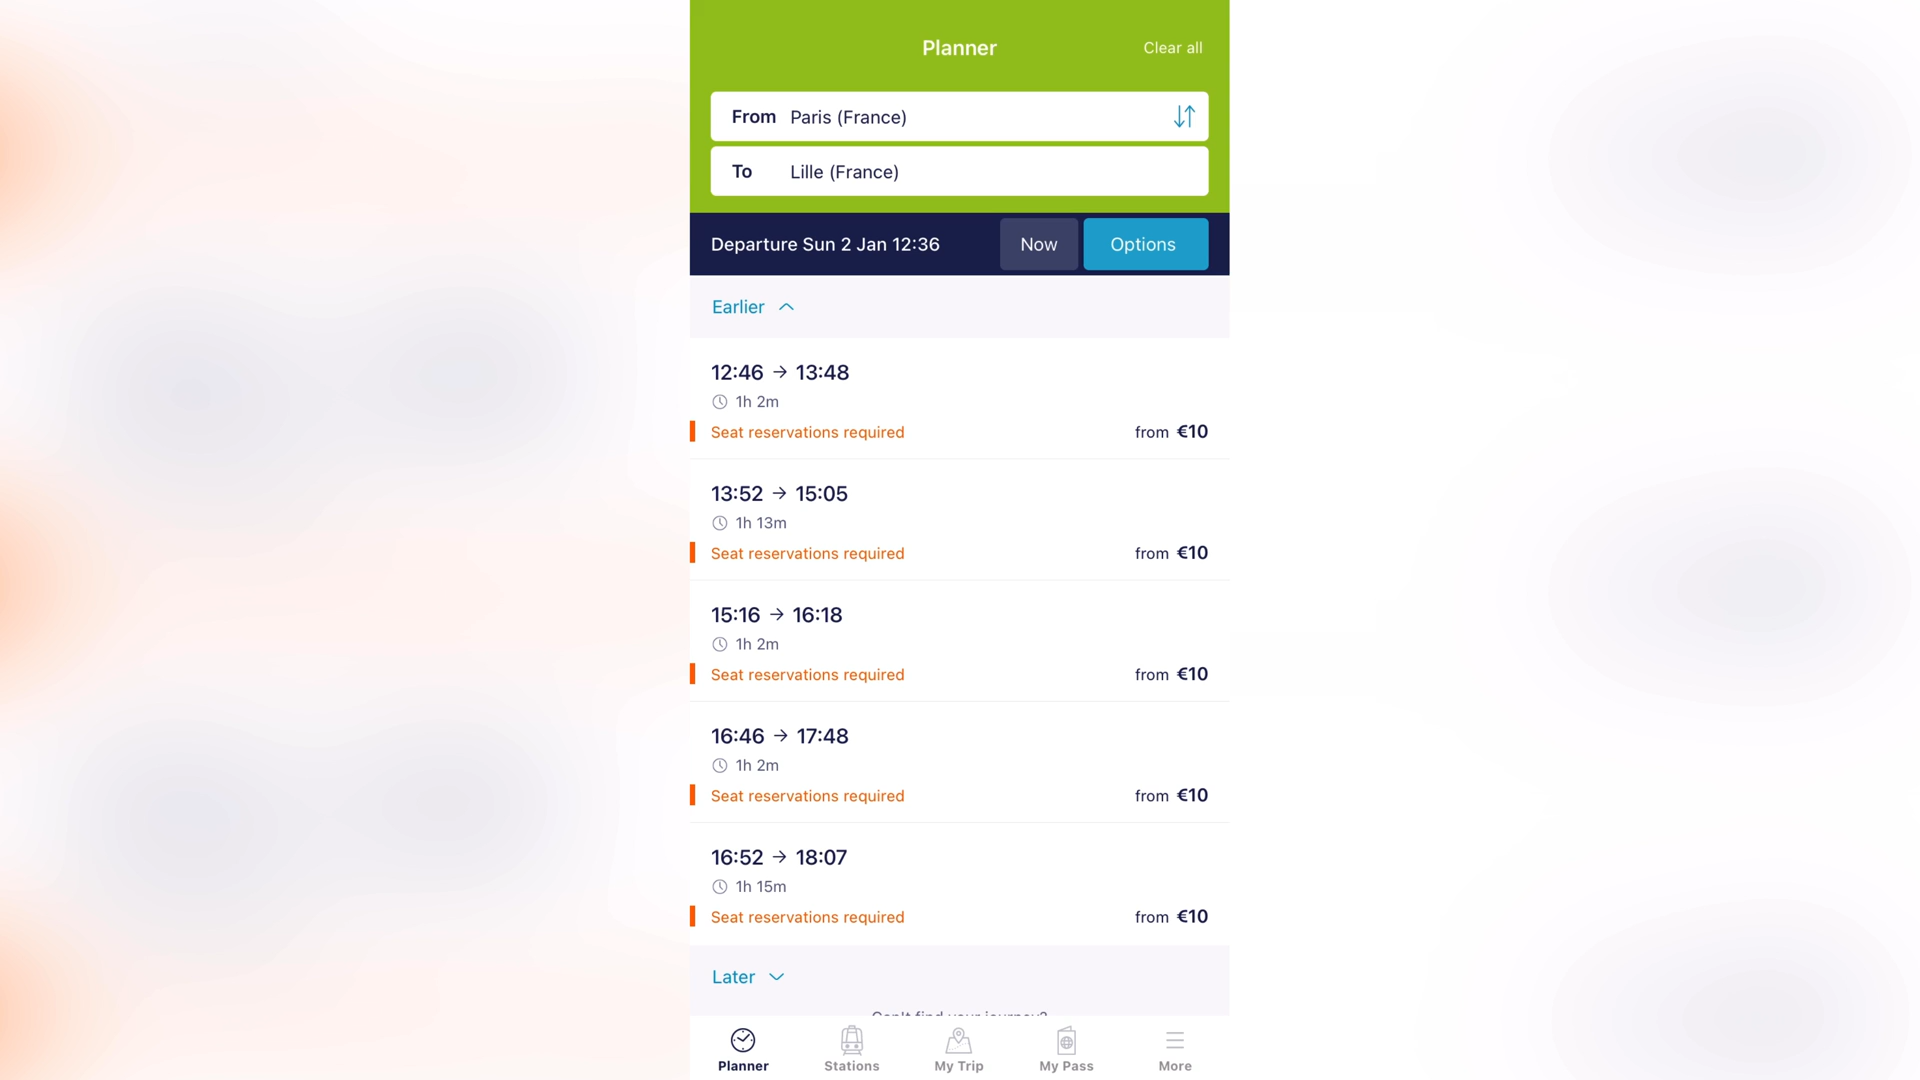 Planner
Clear all
From Paris (France)
To Lille (France)
Departure Sun 2 Jan 12:36
Now
Options
Earlier
12:46 → 13:48
1h 2m
Seat reservations required from €10
13:52 → 15:05
1h 13m
Seat reservations required from €10
15:16 → 16:18
1h 2m
Seat reservations required from €10
16:46 → 17:48
1h 2m
Seat reservations required from €10
16:52 → 18:07
1h 15m
Seat reservations required from €10
Later
Can't find your journey?
Planner
Stations
My Trip
My Pass
More